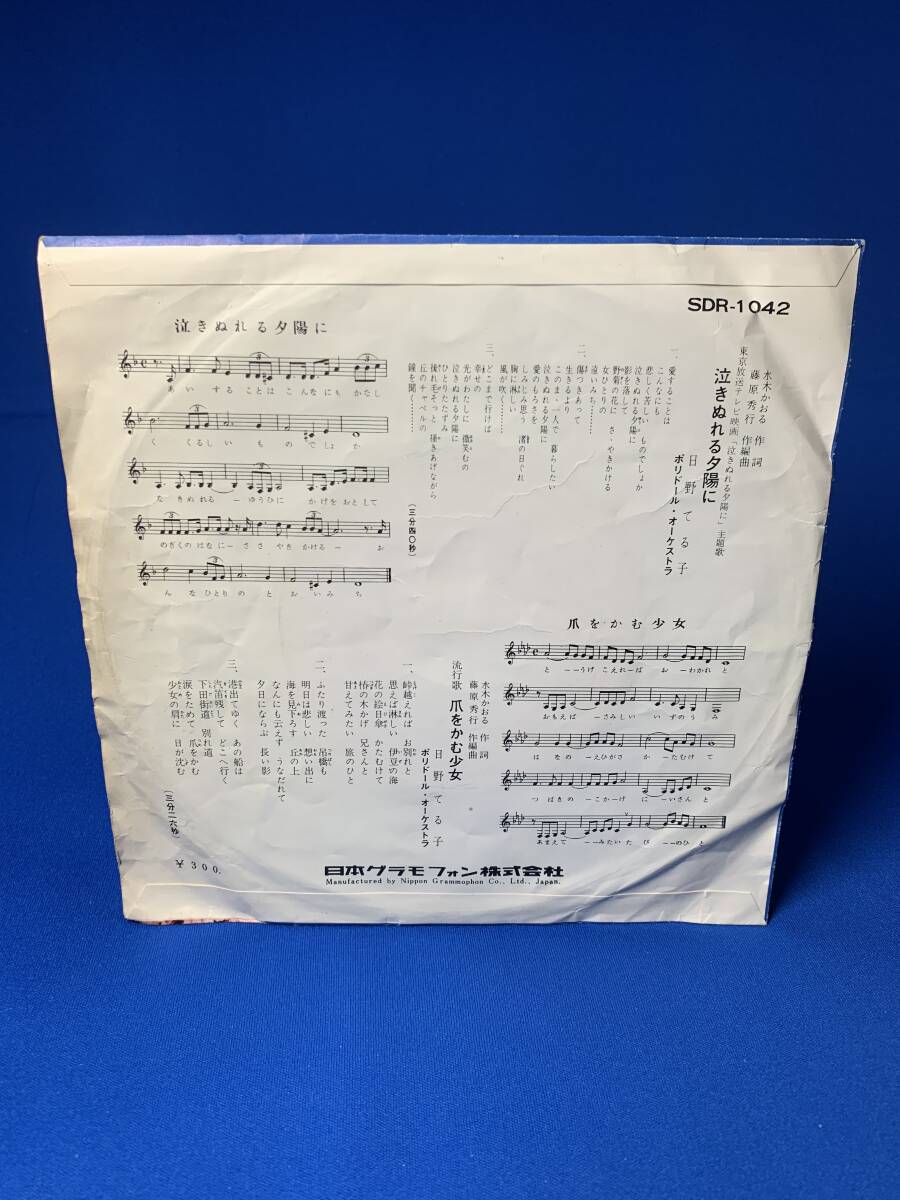 SDR-1042
泣きぬれる夕陽に
あいすることはこんなにもかなし
くくるしいものでしょか
なきぬれる―ゆうひに かげをおとして
のぎくのはなに―ささやきかける―お
んなひとりのとおいみち
水木かおる 作詞
藤原秀行 作編曲
東京放送テレビ映画「泣きぬれる夕陽に」主題歌
泣きぬれる夕陽に
日野てる子
ポリドール・オーケストラ
一、愛することは
こんなにも
悲しく苦しい ものでしょか
泣きぬれる夕陽に
影を落して
野菊の花に さゝやきかける
女ひとりの
遠いみち……
二、傷つきあって
生きるより
このまゝ一人で 暮らしたい
泣きぬれる夕陽に
愛のもろさを
しみじみ思う 渚の日ぐれ
胸に淋しい
風が吹く……
三、どこまで行けば
幸せの
光がわたしに 微笑むの
泣きぬれる夕陽に
ひとりたたずみ
後れ毛そっと 掻きあげながら
丘のチャペルの
鐘を聞く……
(三分四〇秒)
爪をかむ少女
と――うげこえれ―ば お―わかれと
おもえば―さみしい いずのうみ
は―なの―えひがさ か―たむけて
つばきの―こか―げ に―いさんと
あまえて――みたいたび――のひと
水木かおる 作詞
藤原秀行 作編曲
流行歌 爪をかむ少女
日野てる子
ポリドール・オーケストラ
一、峠越えれば お別れと
思えば淋しい 伊豆の海
花の絵日傘 かたむけて
椿の木かげ 兄さんと
甘えてみたい 旅のひと
二、ふたり渡った 吊橋も
明日は悲しい 想い出に
海を見下ろす 丘の上
なんにも云えず うなだれて
夕日にならぶ 長い影
三、港出てゆく あの船は
汽笛残して どこへ行く
下田街道 別れ道
涙をためて 爪をかむ
少女の肩に 日が沈む
(三分二六秒)
¥300.
日本グラモフォン株式会社
Manufactured by Nippon Grammophon Co., Ltd., Japan.